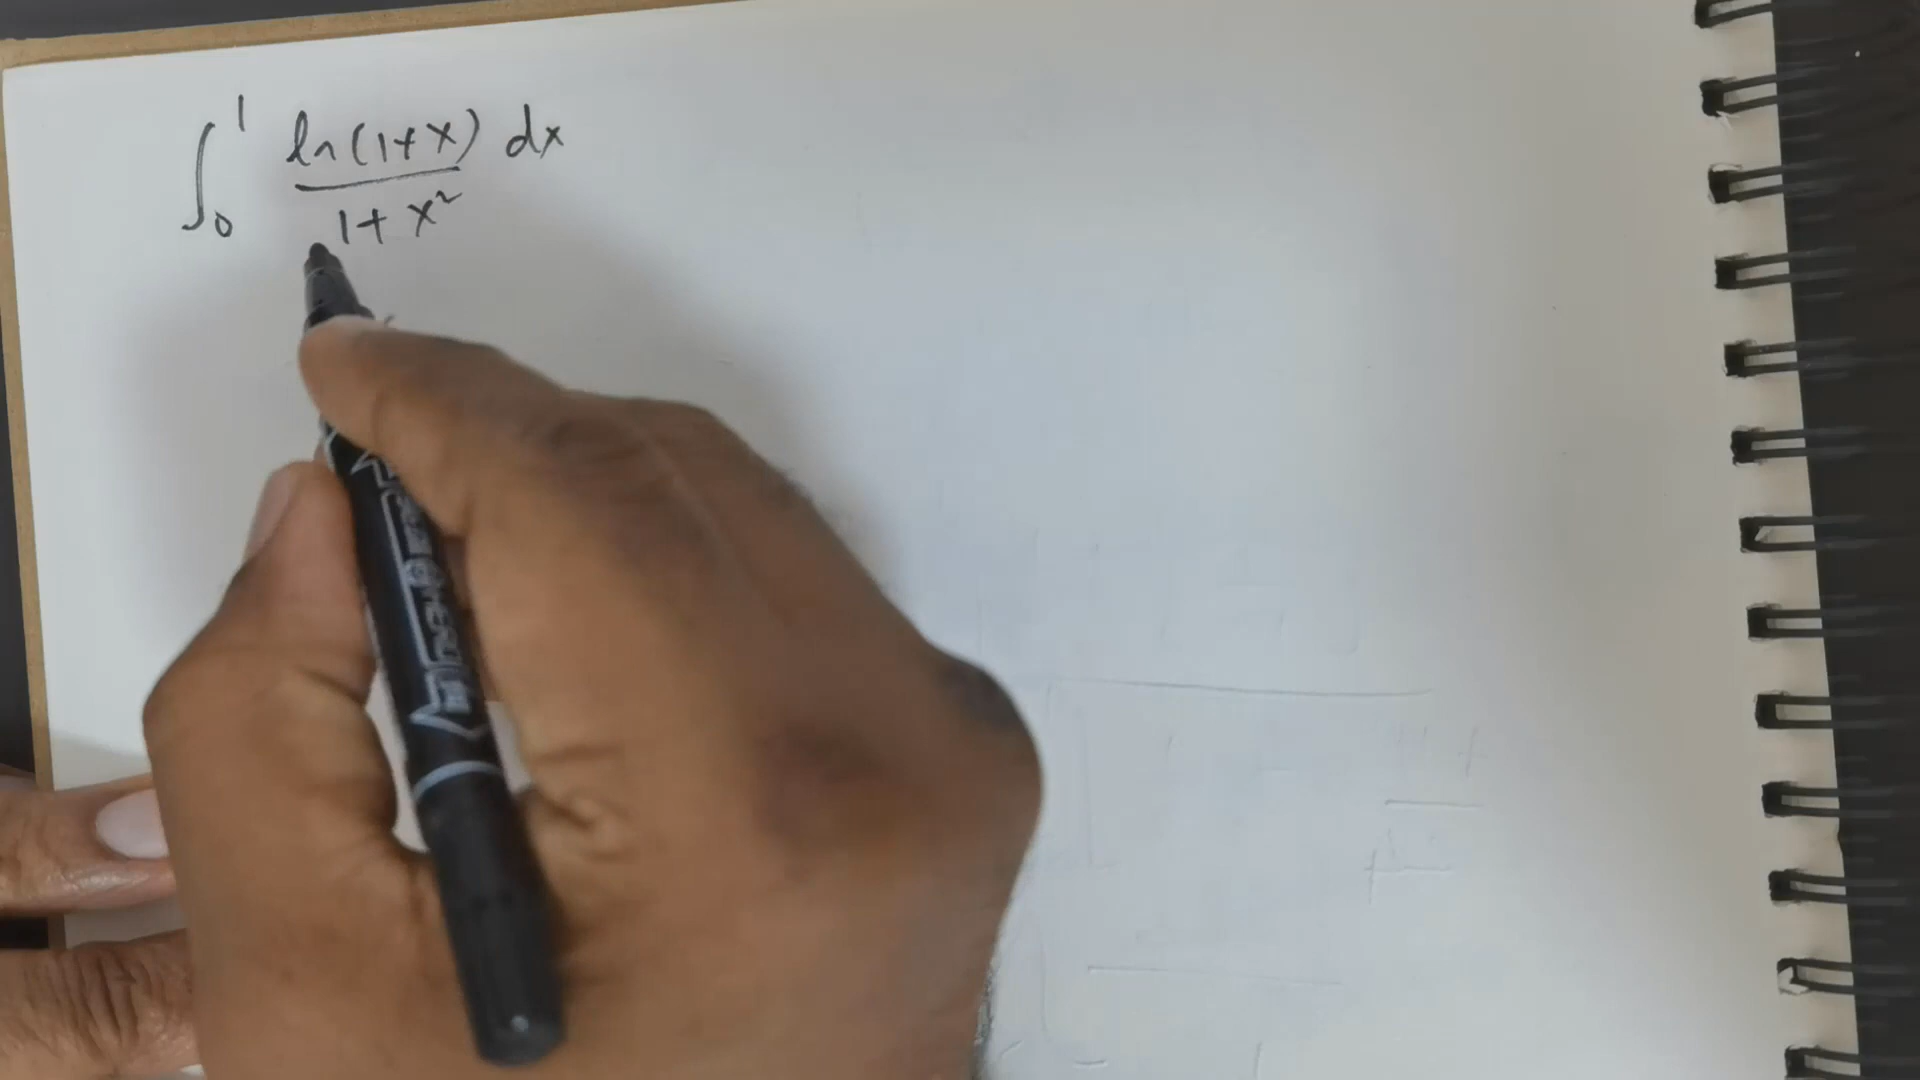 ∫₀¹ ln(1+x)/(1+x²) dx